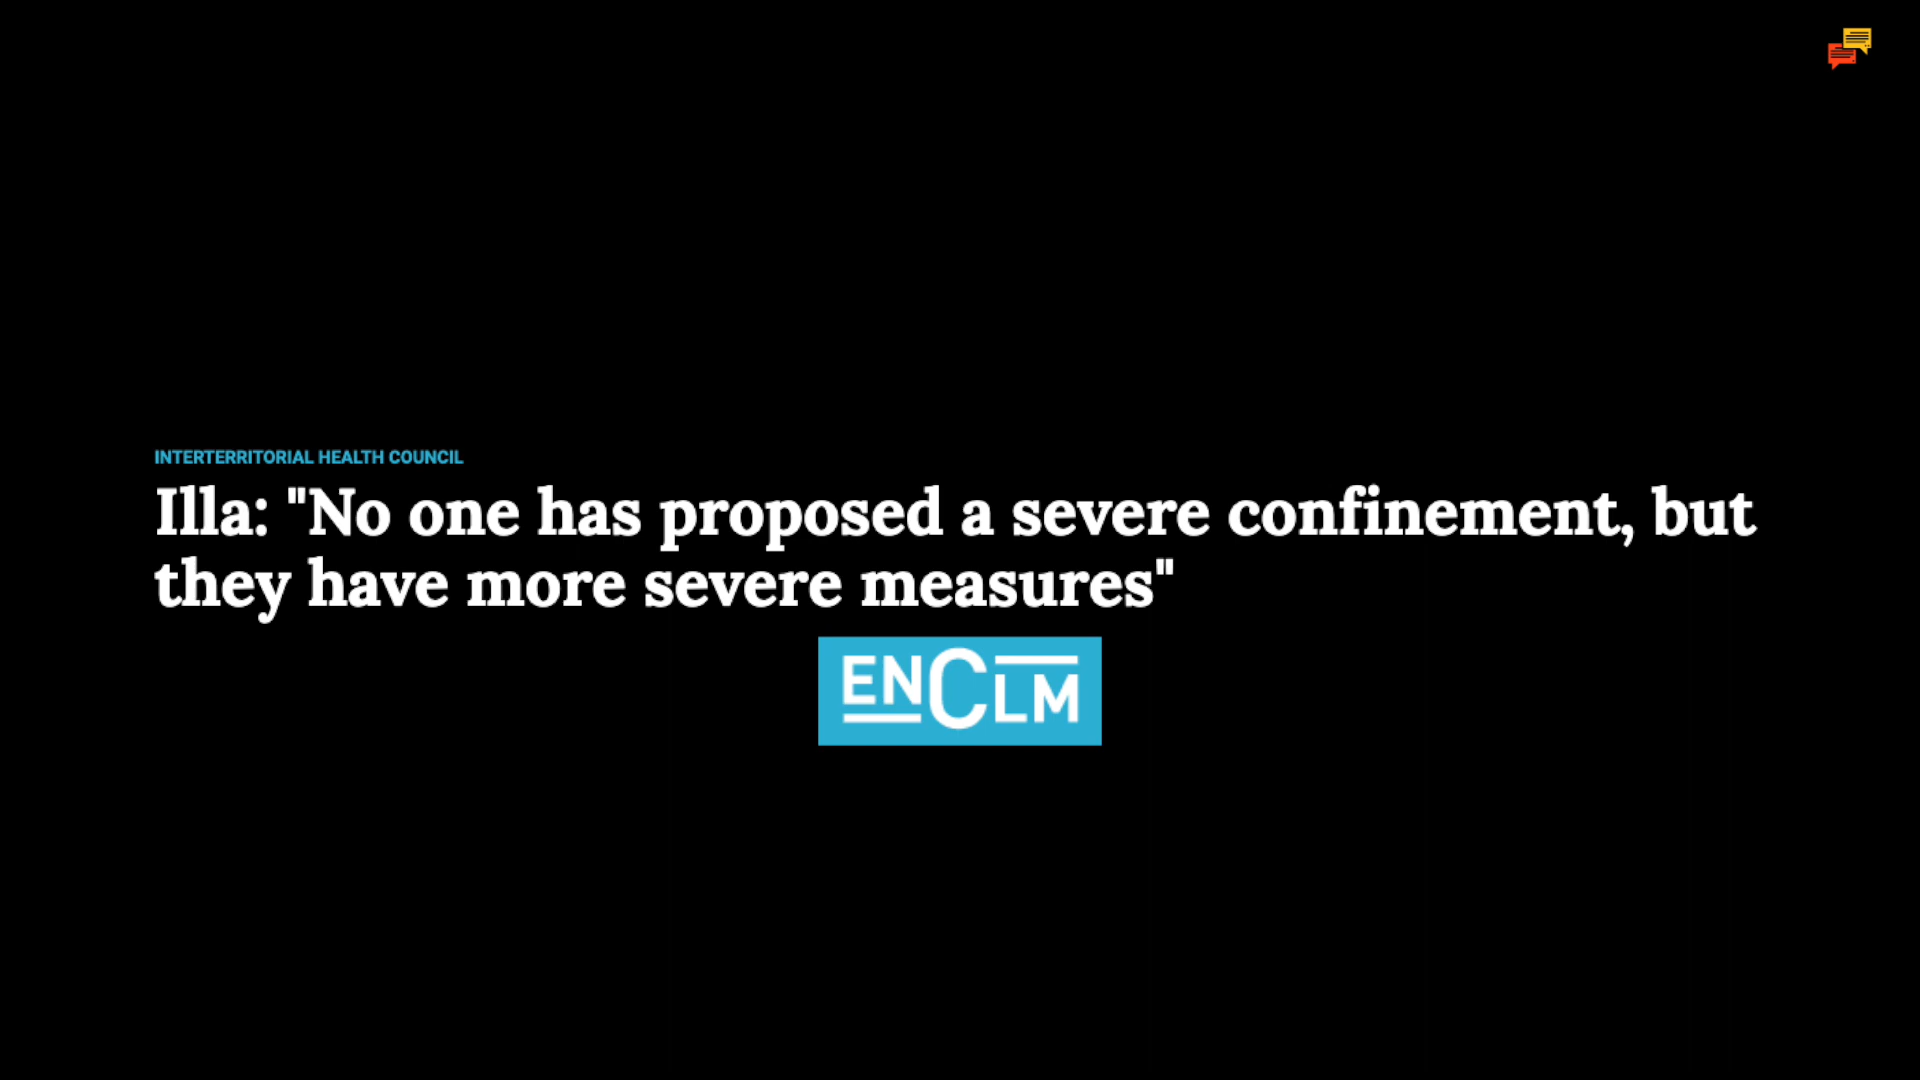 INTERTERRITORIAL HEALTH COUNCIL
Illa: "No one has proposed a severe confinement, but
they have more severe measures"
ENCLM